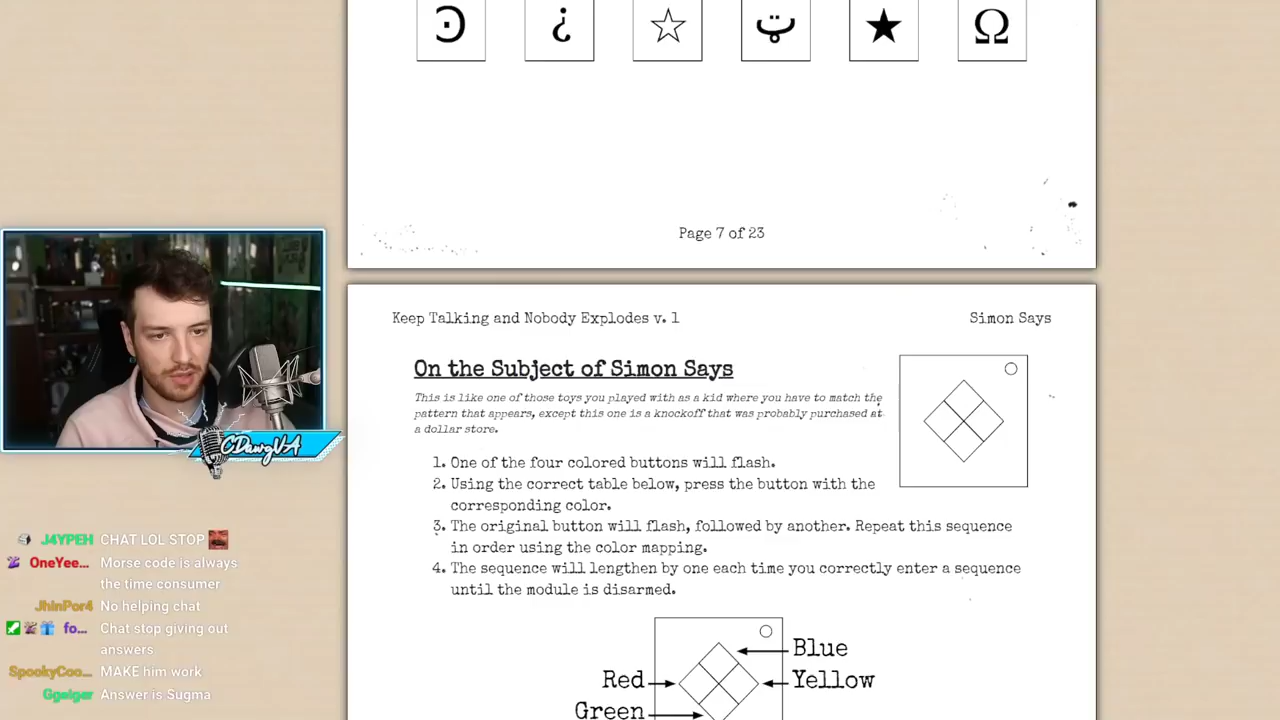 Ͽ ¿ ☆ ټ ★ Ω
Page 7 of 23
Keep Talking and Nobody Explodes v. 1
Simon Says
On the Subject of Simon Says
This is like one of those toys you played with as a kid where you have to match the
pattern that appears, except this one is a knockoff that was probably purchased at
a dollar store.
1. One of the four colored buttons will flash.
2. Using the correct table below, press the button with the
corresponding color.
3. The original button will flash, followed by another. Repeat this sequence
in order using the color mapping.
4. The sequence will lengthen by one each time you correctly enter a sequence
until the module is disarmed.
Blue
Red
Yellow
Green
CDawgVA
J4YPEH CHAT LOL STOP
OneYee... Morse code is always
the time consumer
JhinPor4 No helping chat
fo... Chat stop giving out
answers
SpookyCoo... MAKE him work
Ggeiger Answer is Sugma